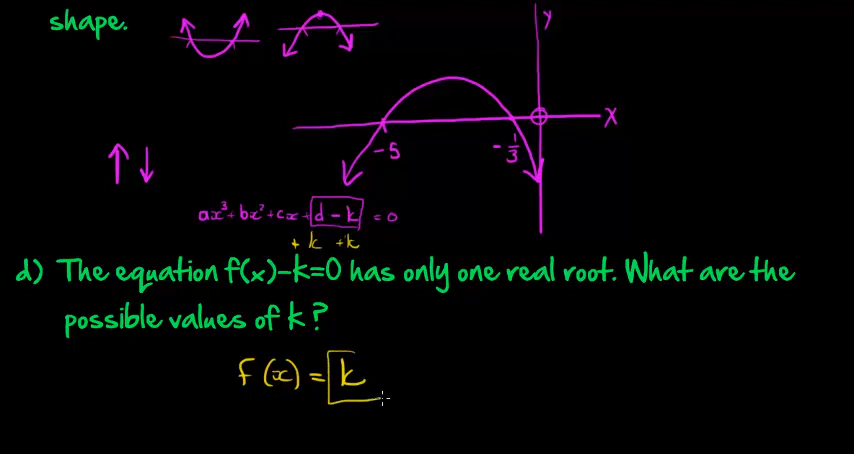 shape.
y
x
-5
-1/3
ax³+bx²+cx+d-k=0
+k +k
d) The equation f(x)-k=0 has only one real root. What are the
possible values of k?
f(x)=k